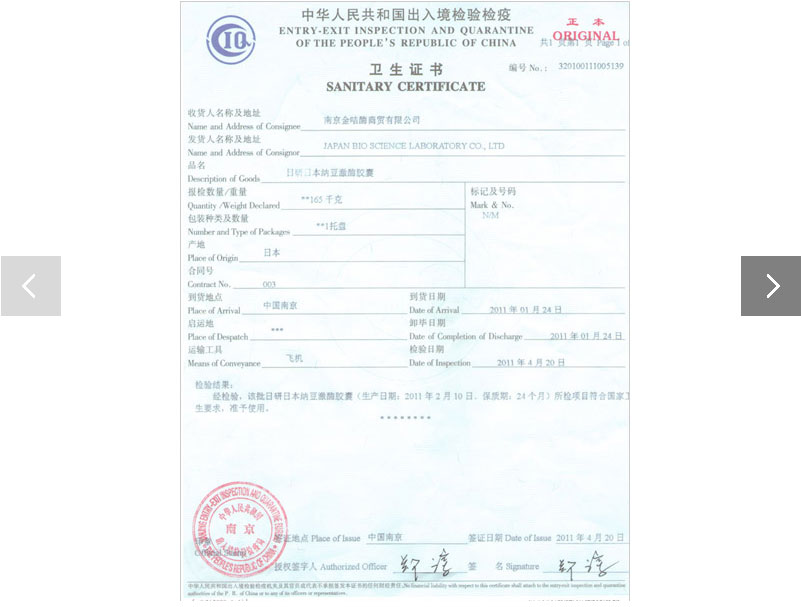 CIQ
中华人民共和国出入境检验检疫
ENTRY-EXIT INSPECTION AND QUARANTINE
OF THE PEOPLE'S REPUBLIC OF CHINA
正 本
ORIGINAL
共1 页第1 页 Page 1 of
卫生证书
SANITARY CERTIFICATE
编号 No.: 320100111005139
收货人名称及地址
Name and Address of Consignee 南京金咕酶商贸有限公司
发货人名称及地址
Name and Address of Consignor JAPAN BIO SCIENCE LABORATORY CO., LTD
品名
Description of Goods 日研日本纳豆激酶胶囊
报检数量/重量
Quantity /Weight Declared **165 千克
标记及号码
Mark & No.
N/M
包装种类及数量
Number and Type of Packages **1托盘
产地
Place of Origin 日本
合同号
Contract No. 003
到货地点
Place of Arrival 中国南京
到货日期
Date of Arrival 2011 年 01 月 24 日
启运地
Place of Despatch ***
卸毕日期
Date of Completion of Discharge 2011 年 01 月 24 日
运输工具
Means of Conveyance 飞机
检验日期
Date of Inspection 2011 年 4 月 20 日
检验结果:
经检验, 该批日研日本纳豆激酶胶囊 (生产日期: 2011 年 2 月 10 日, 保质期: 24 个月) 所检项目符合国家卫
生要求, 准予使用。
********
中华人民共和国
南京
签证地点 Place of Issue 中国南京
签证日期 Date of Issue 2011 年 4 月 20 日
Official Stamp
授权签字人 Authorized Officer
签 名 Signature
中华人民共和国出入境检验检疫机关及其官员或代表不承担签发本证书的任何财经责任。No financial liability with respect to this certificate shall attach to the entry-exit inspection and quarantine
authorities of the P. R. of China or to any of its officers or representatives.